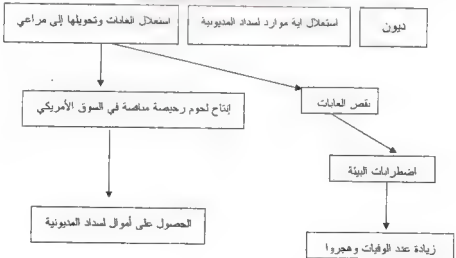 ديون
استغلال اية موارد لسداد المديونية
استغلال الغابات وتحويلها إلى مراعي
إنتاج لحوم رخيصة منافسة في السوق الأمريكي
نقص الغابات
اضطرابات البيئة
الحصول على أموال لسداد المديونية
زيادة عدد الوفيات وهجروا